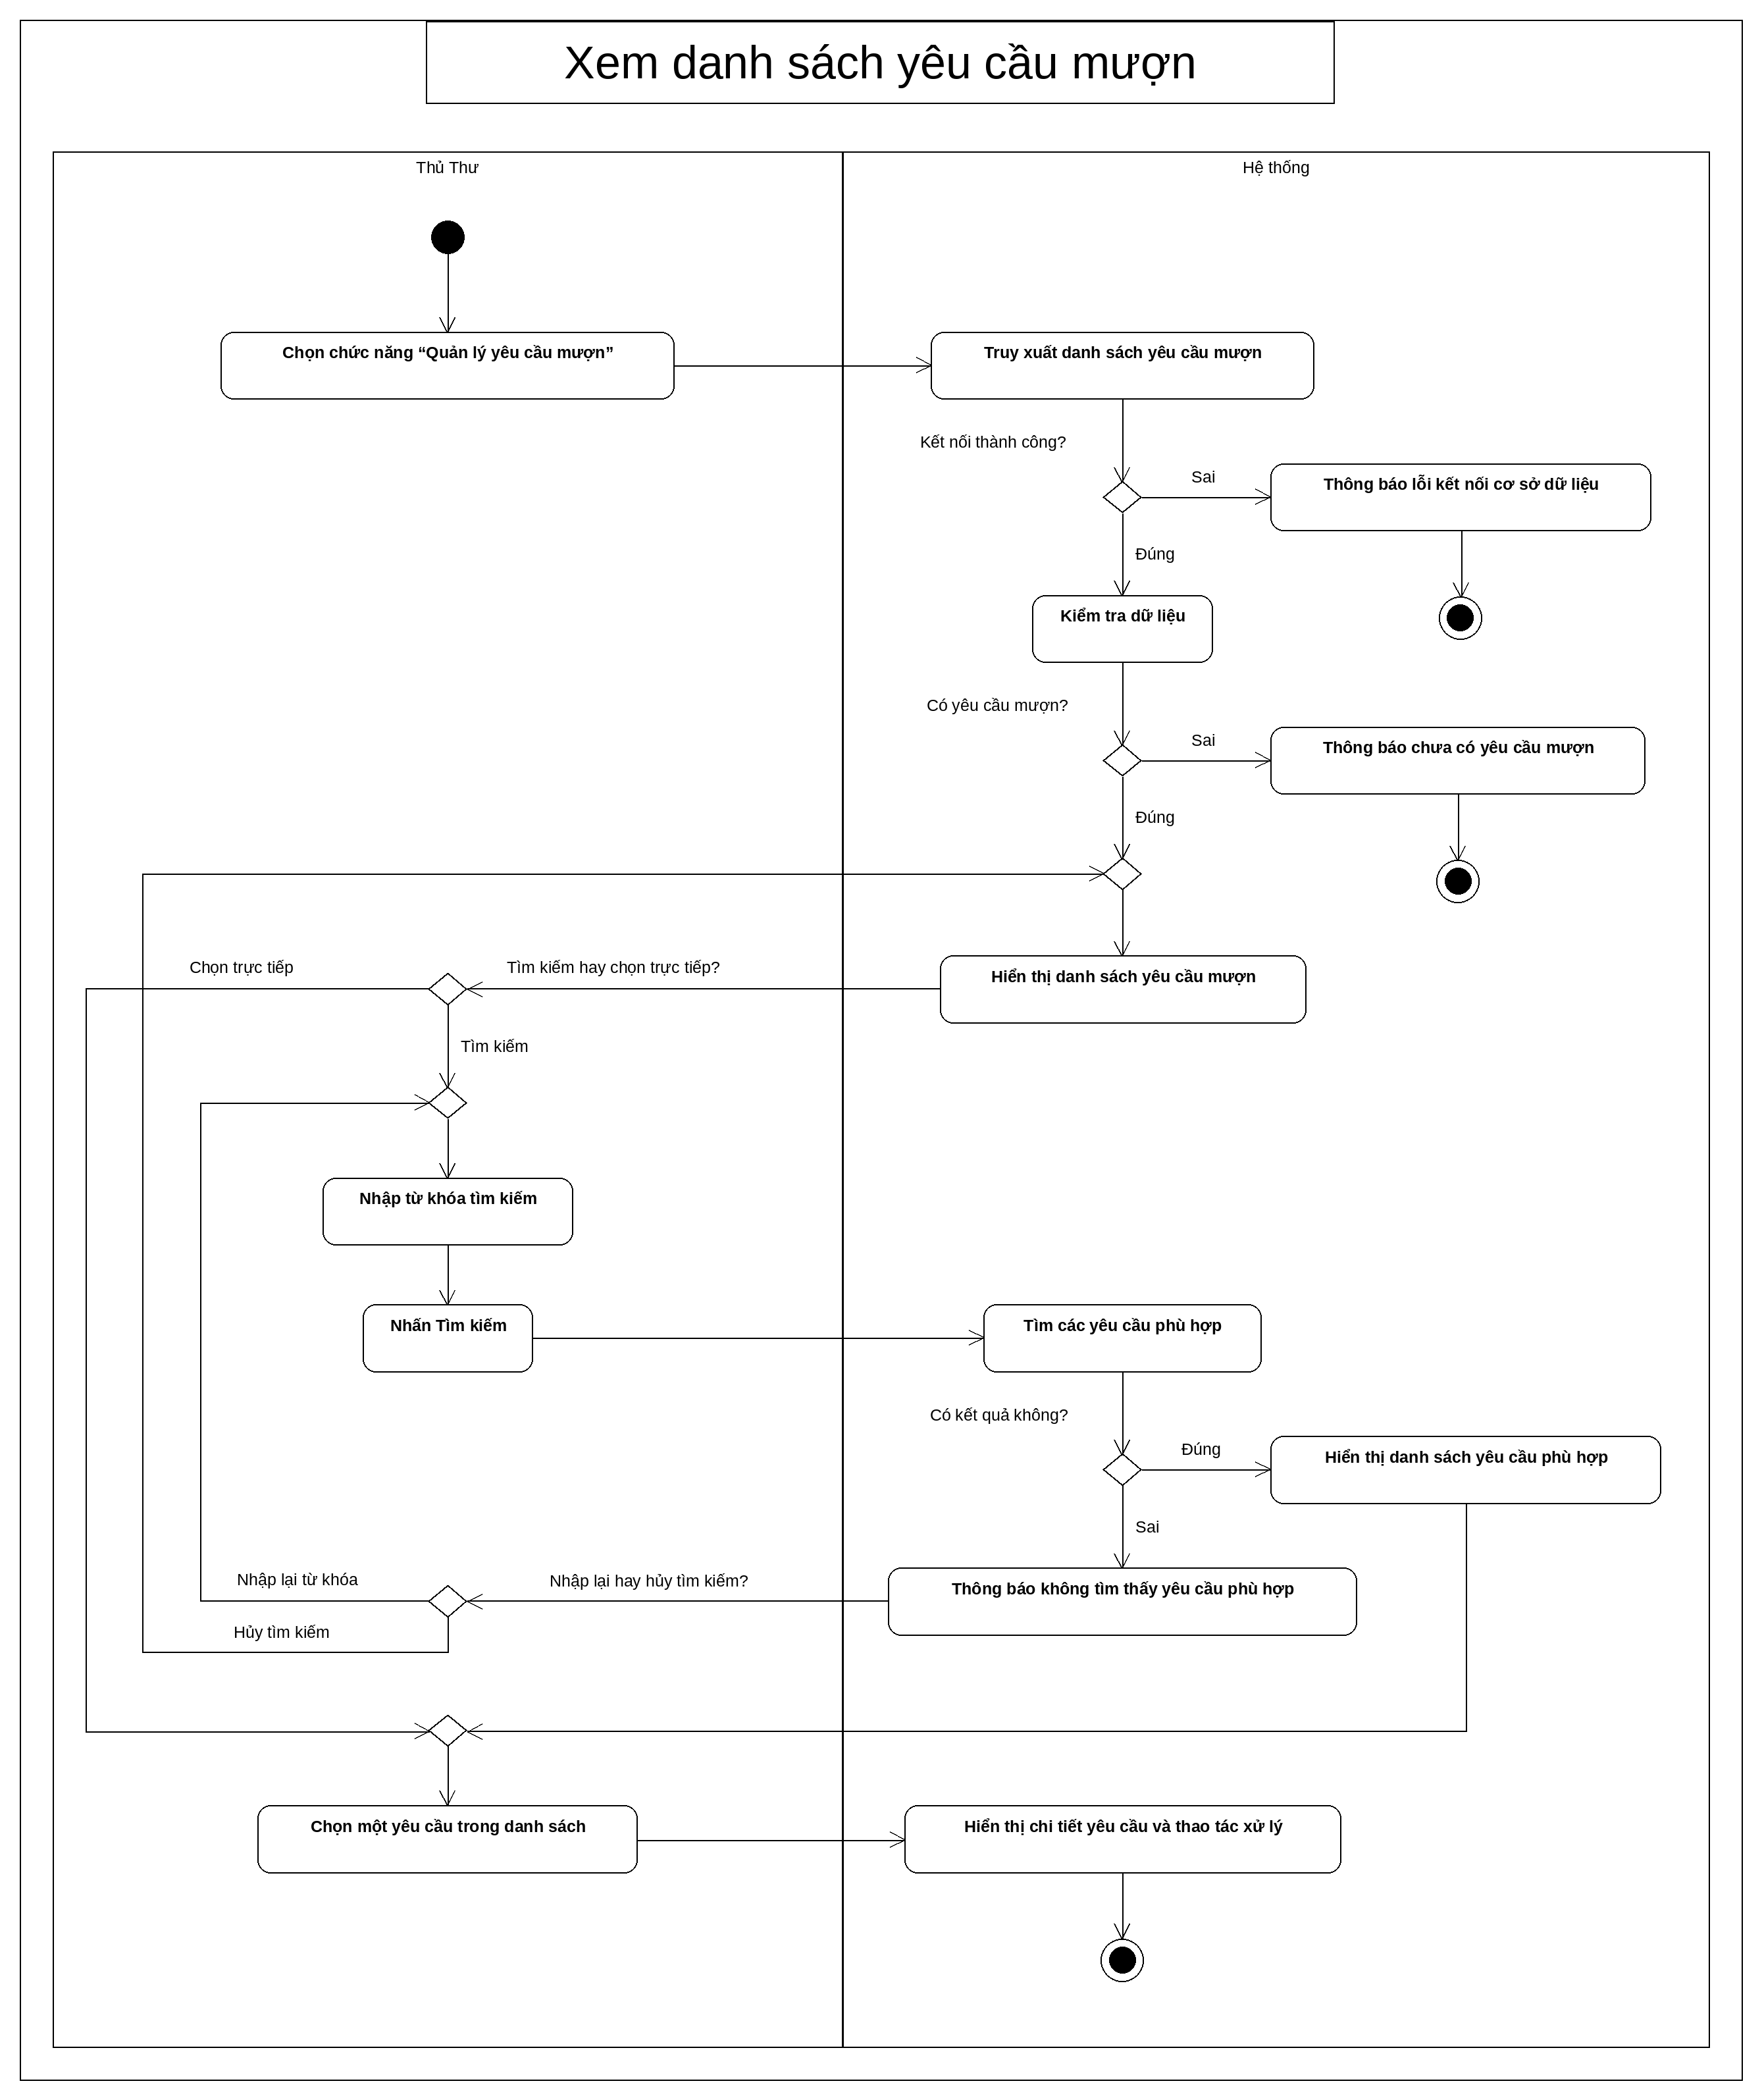 Xem danh sách yêu cầu mượn
Thủ Thư
Hệ thống
Chọn chức năng “Quản lý yêu cầu mượn”
Truy xuất danh sách yêu cầu mượn
Kết nối thành công?
Sai
Thông báo lỗi kết nối cơ sở dữ liệu
Đúng
Kiểm tra dữ liệu
Có yêu cầu mượn?
Sai
Thông báo chưa có yêu cầu mượn
Đúng
Chọn trực tiếp
Tìm kiếm hay chọn trực tiếp?
Hiển thị danh sách yêu cầu mượn
Tìm kiếm
Nhập từ khóa tìm kiếm
Nhấn Tìm kiếm
Tìm các yêu cầu phù hợp
Có kết quả không?
Đúng
Hiển thị danh sách yêu cầu phù hợp
Sai
Nhập lại từ khóa
Nhập lại hay hủy tìm kiếm?
Thông báo không tìm thấy yêu cầu phù hợp
Hủy tìm kiếm
Chọn một yêu cầu trong danh sách
Hiển thị chi tiết yêu cầu và thao tác xử lý